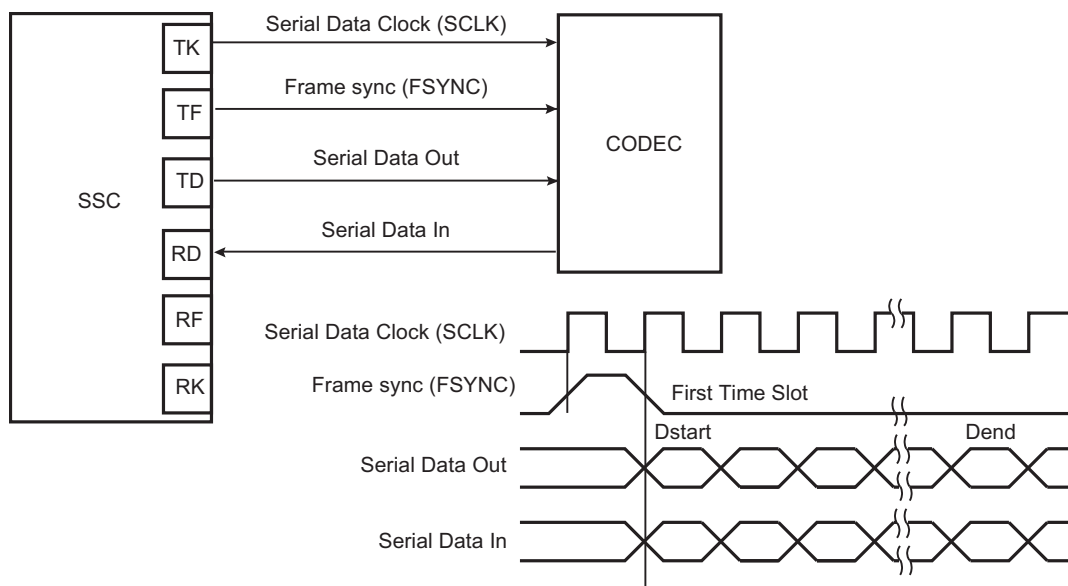 Serial Data Clock (SCLK)
TK
Frame sync (FSYNC)
TF
CODEC
Serial Data Out
TD
SSC
Serial Data In
RD
RF
Serial Data Clock (SCLK)
RK
Frame sync (FSYNC)
First Time Slot
Dstart
Dend
Serial Data Out
Serial Data In